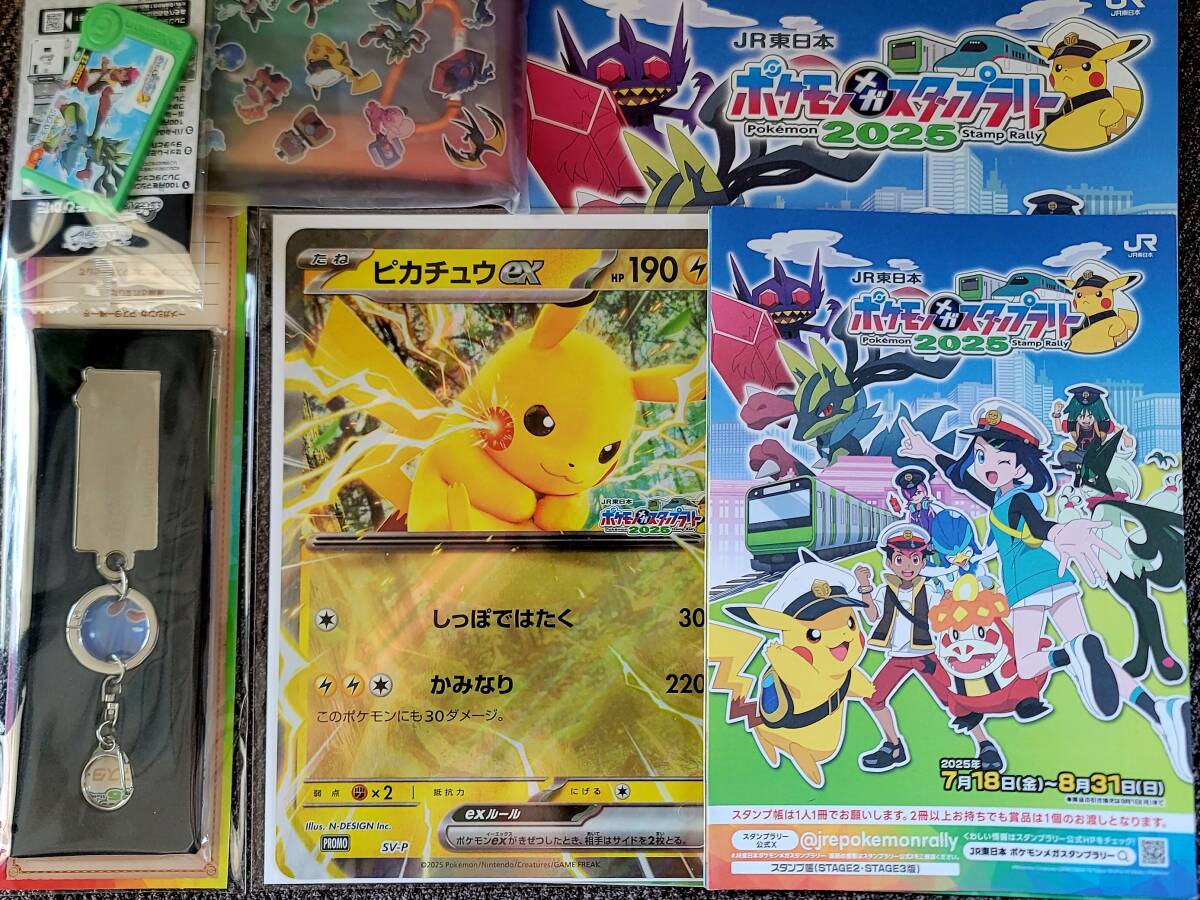 JR
JR東日本
JR東日本
ポケモンメガスタンプラリー
Pokémon
2025
Stamp Rally
たね
ピカチュウex
HP 190
JR東日本
ポケモンメガスタンプラリー
Pokémon
2025
Stamp Rally
しっぽではたく
30
かみなり
220
このポケモンにも30ダメージ。
弱点
×2
抵抗力
にげる
exルール
ポケモンexがきぜつしたとき、相手はサイドを2枚とる。
Illus. N-DESIGN Inc.
PROMO
SV-P
©2025 Pokémon/Nintendo/Creatures/GAME FREAK
JR
JR東日本
JR東日本
ポケモンメガスタンプラリー
Pokémon
2025
Stamp Rally
2025年
7月18日(金)~8月31日(日)
スタンプ帳は1人1冊でお願いします。2冊以上お持ちでも賞品は1個のお渡しとなります。
スタンプラリー
公式X
@jrepokemonrally
くわしい情報はスタンプラリー公式HPをチェック!
JR東日本 ポケモンメガスタンプラリー
スタンプ帳(STAGE2・STAGE3版)